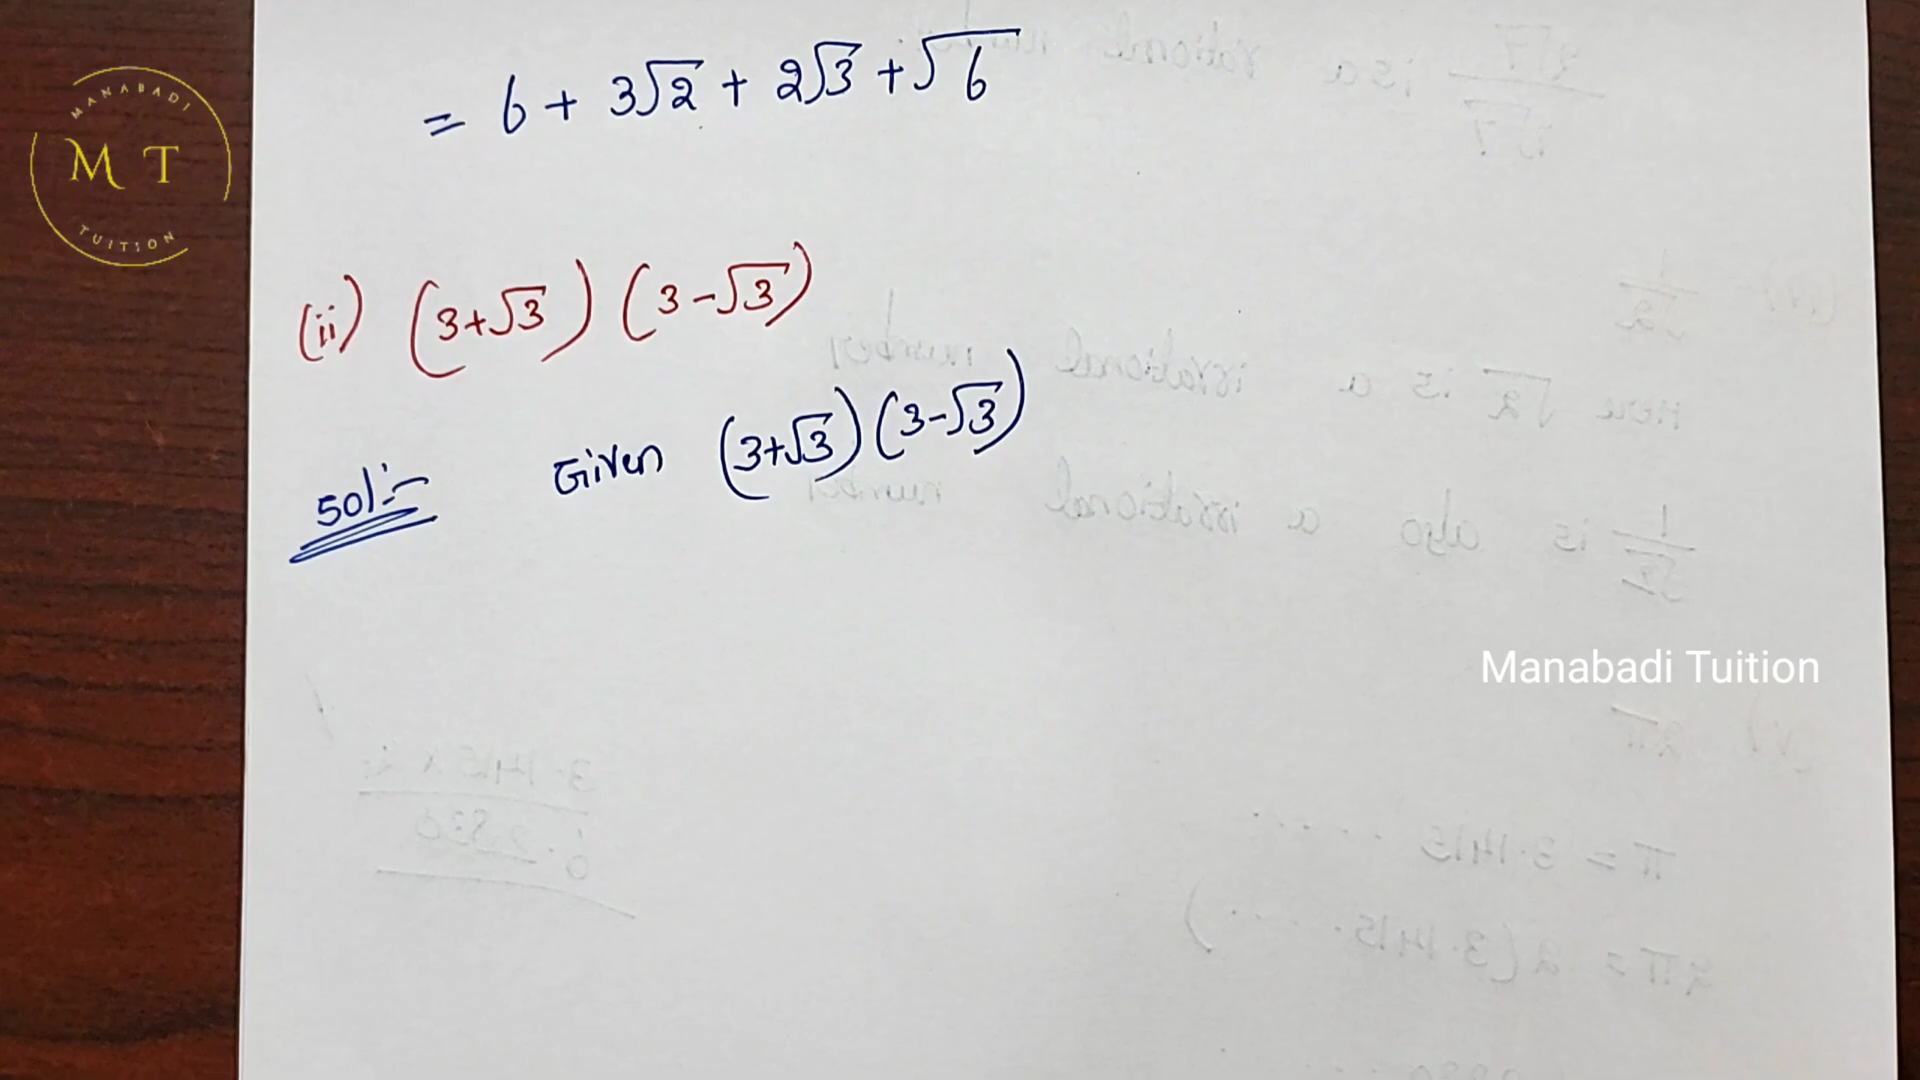 = 6 + 3√2 + 2√3 + √6
MANABADI
M T
TUITION
(ii) (3+√3) (3-√3)
Sol:- Given (3+√3) (3-√3)
Manabadi Tuition